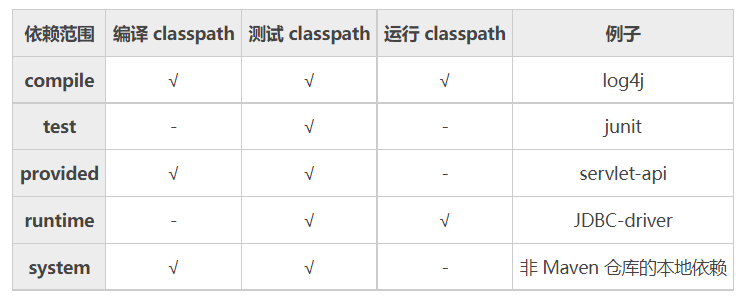 依赖范围 编译 classpath 测试 classpath 运行 classpath 例子
compile √ √ √ log4j
test - √ - junit
provided √ √ - servlet-api
runtime - √ √ JDBC-driver
system √ √ - 非 Maven 仓库的本地依赖